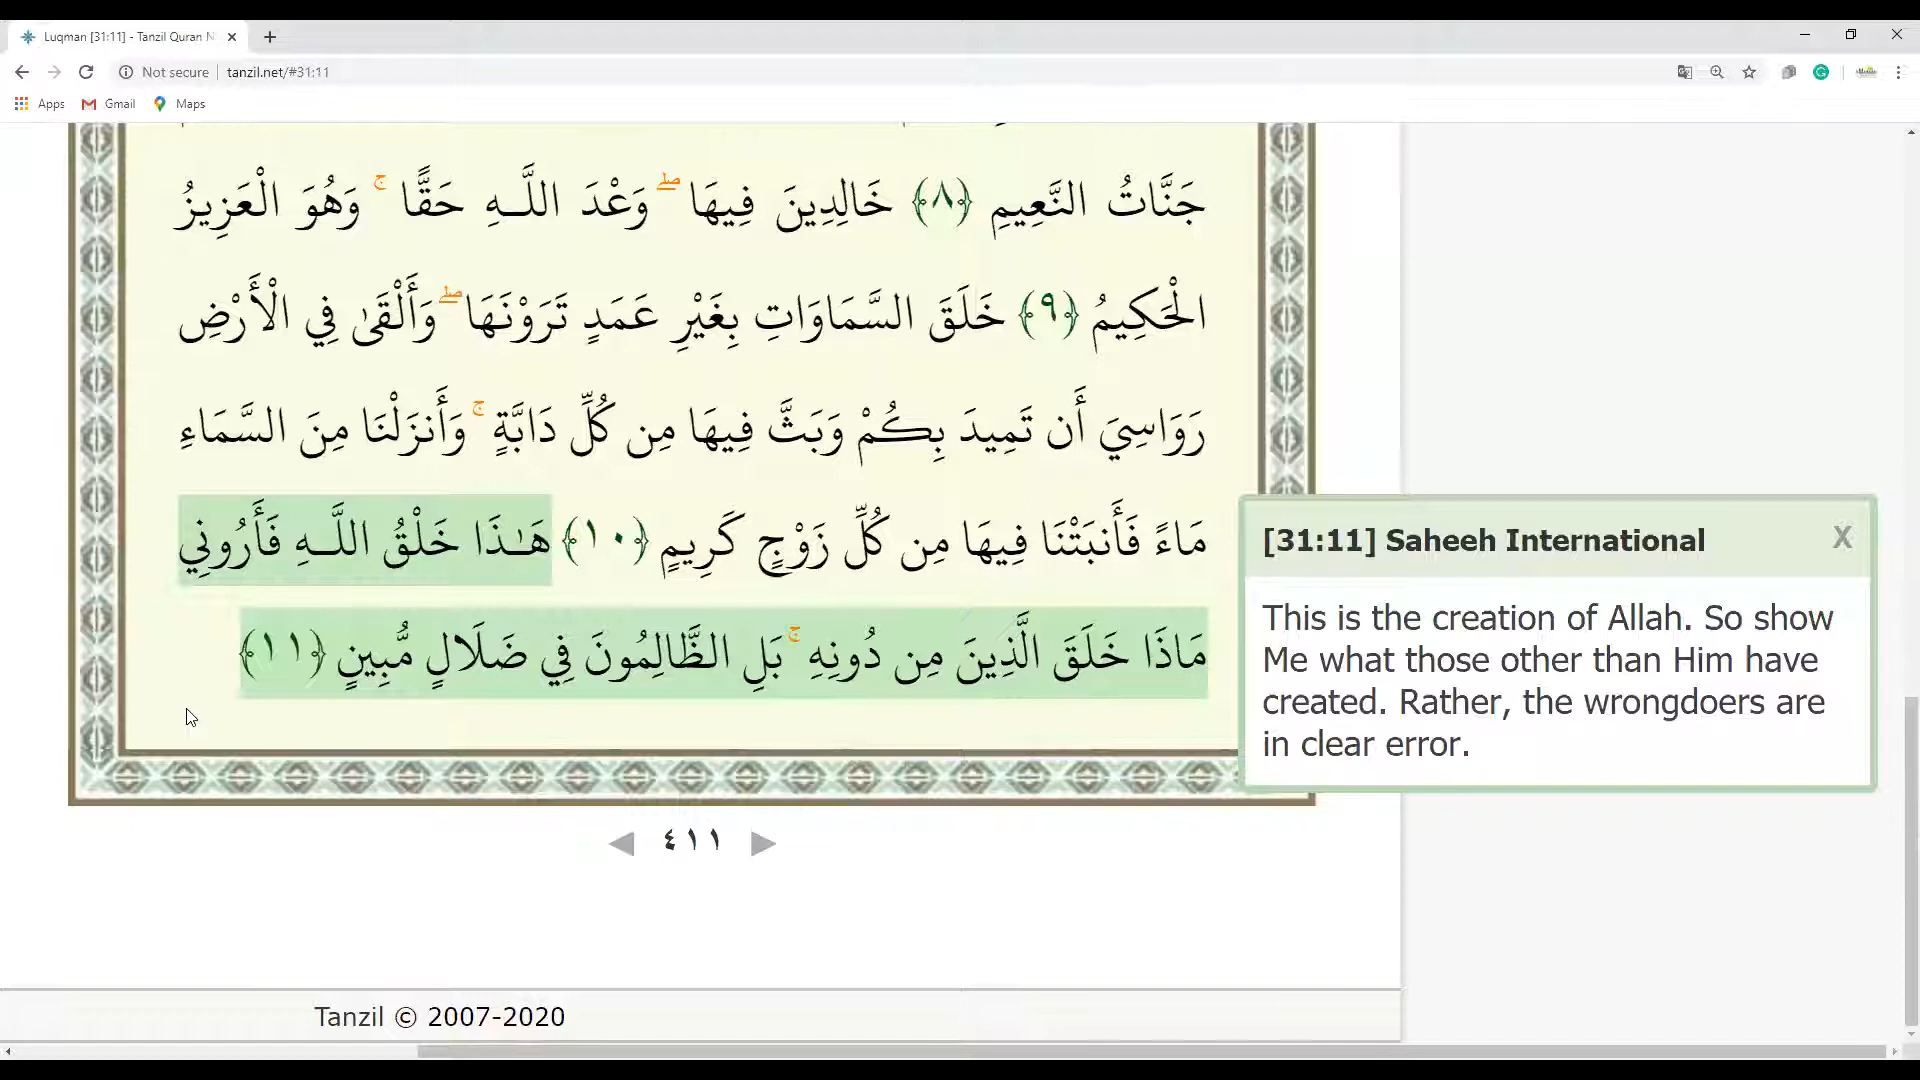 Luqman [31:11] - Tanzil Quran N
Not secure
tanzil.net/#31:11
Apps
Gmail
Maps
جَنَّاتُ النَّعِيمِ ﴿٨﴾ خَالِدِينَ فِيهَا ۖ وَعْدَ اللَّـهِ حَقًّا ۚ وَهُوَ الْعَزِيزُ
الْحَكِيمُ ﴿٩﴾ خَلَقَ السَّمَاوَاتِ بِغَيْرِ عَمَدٍ تَرَوْنَهَا ۖ وَأَلْقَىٰ فِي الْأَرْضِ
رَوَاسِيَ أَن تَمِيدَ بِكُمْ وَبَثَّ فِيهَا مِن كُلِّ دَابَّةٍ ۚ وَأَنزَلْنَا مِنَ السَّمَاءِ
مَاءً فَأَنبَتْنَا فِيهَا مِن كُلِّ زَوْجٍ كَرِيمٍ ﴿١٠﴾ هَـٰذَا خَلْقُ اللَّـهِ فَأَرُونِي
مَاذَا خَلَقَ الَّذِينَ مِن دُونِهِ ۚ بَلِ الظَّالِمُونَ فِي ضَلَالٍ مُّبِينٍ ﴿١١﴾
[31:11] Saheeh International X
This is the creation of Allah. So show
Me what those other than Him have
created. Rather, the wrongdoers are
in clear error.
٤١١
Tanzil © 2007-2020